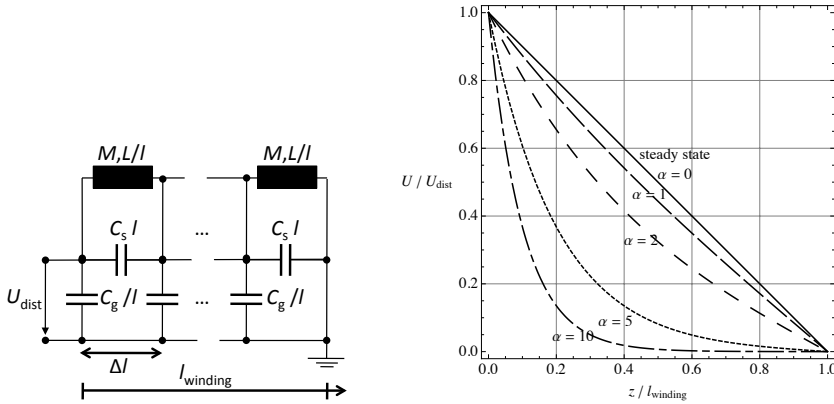 M,L/l M,L/l
C_s l ... C_s l
U_dist C_g /l ... C_g /l
Δl l_winding
1.0
0.8
0.6
0.4
0.2
0.0
U / U_dist
steady state
α = 0
α = 1
α = 2
α = 5
α = 10
0.0 0.2 0.4 0.6 0.8 1.0
z / l_winding